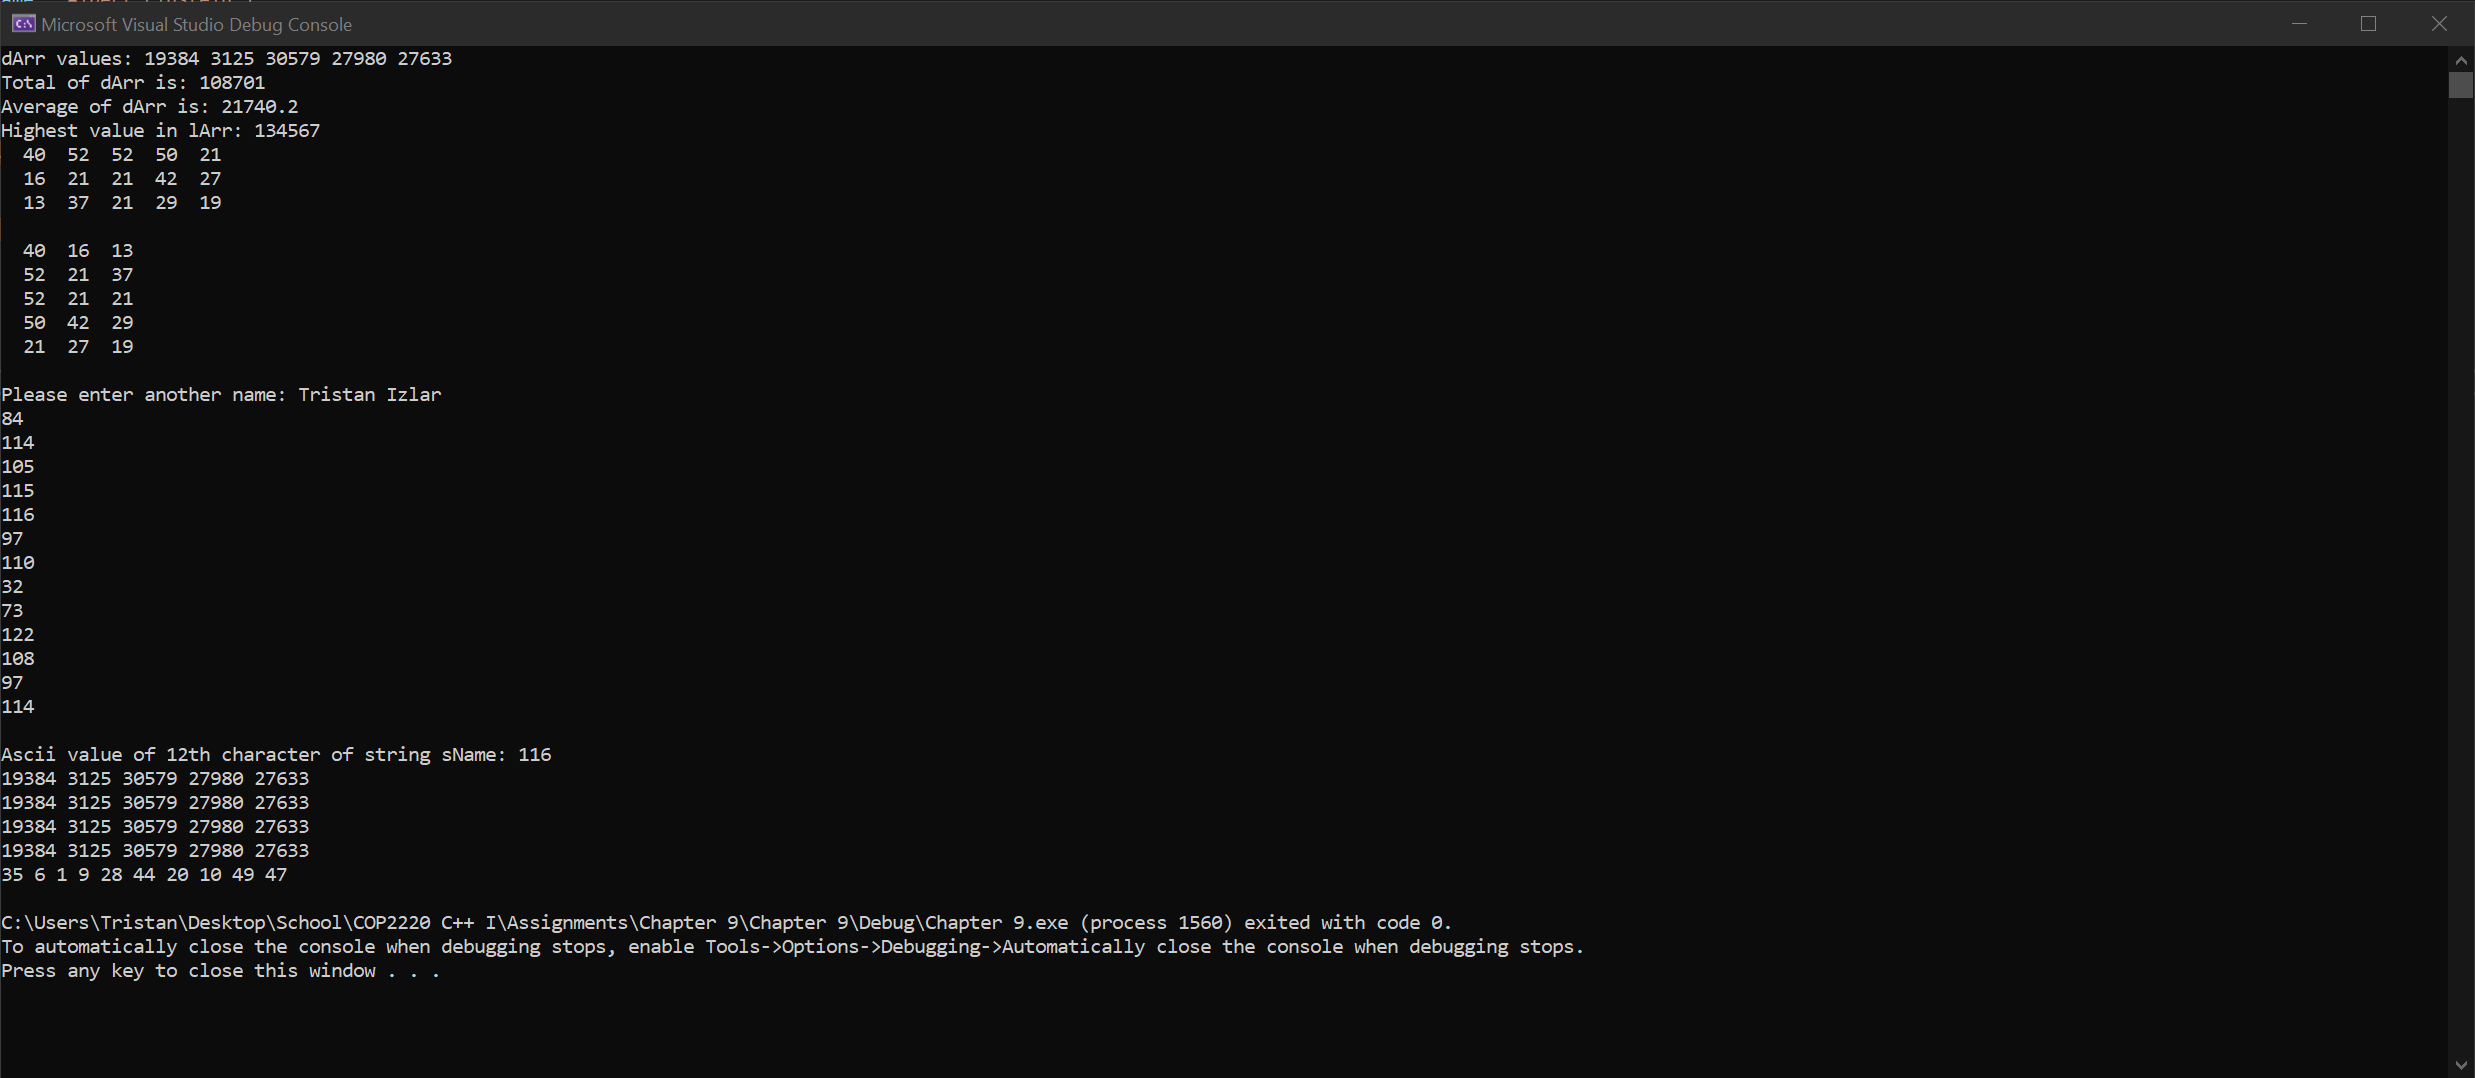 Microsoft Visual Studio Debug Console
dArr values: 19384 3125 30579 27980 27633
Total of dArr is: 108701
Average of dArr is: 21740.2
Highest value in lArr: 134567
40 52 52 50 21
16 21 21 42 27
13 37 21 29 19
40 16 13
52 21 37
52 21 21
50 42 29
21 27 19
Please enter another name: Tristan Izlar
84
114
105
115
116
97
110
32
73
122
108
97
114
Ascii value of 12th character of string sName: 116
19384 3125 30579 27980 27633
19384 3125 30579 27980 27633
19384 3125 30579 27980 27633
19384 3125 30579 27980 27633
35 6 1 9 28 44 20 10 49 47
C:\Users\Tristan\Desktop\School\COP2220 C++ I\Assignments\Chapter 9\Chapter 9\Debug\Chapter 9.exe (process 1560) exited with code 0.
To automatically close the console when debugging stops, enable Tools->Options->Debugging->Automatically close the console when debugging stops.
Press any key to close this window . . .